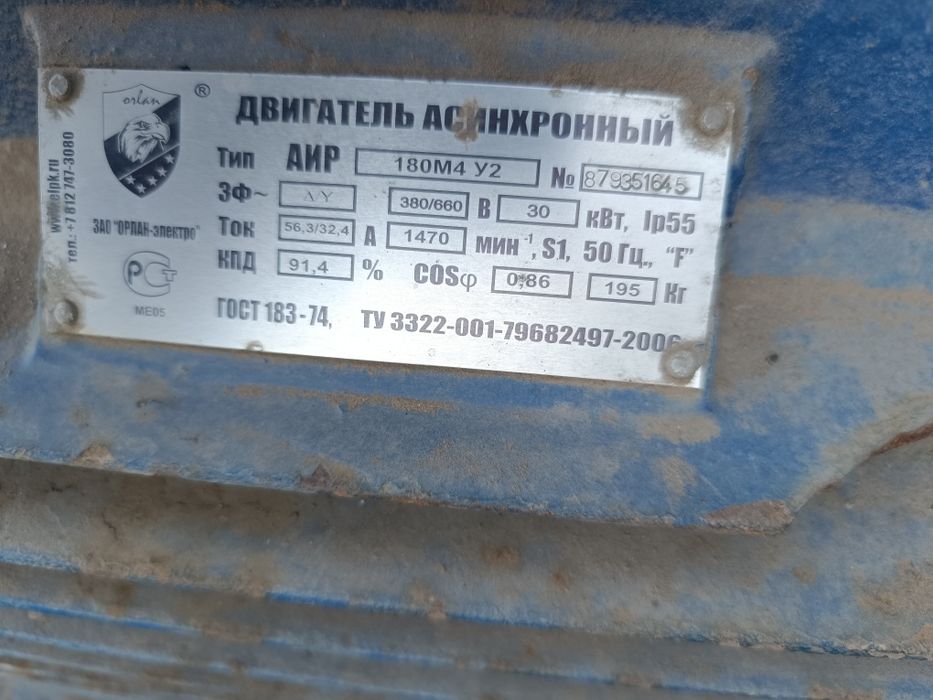 orlan ®
ДВИГАТЕЛЬ АСИНХРОННЫЙ
Тип АИР 180М4 У2 № 879351645
3Ф~ ΔY 380/660 В 30 кВт, Ip55
Ток 56,3/32,4 А 1470 мин⁻¹, S1, 50 Гц., "F"
КПД 91,4 % COSφ 0,86 195 Кг
ГОСТ 183-74, ТУ 3322-001-79682497-2006
ЗАО "ОРЛАН-электро"
РСТ
МЕ05
www.elpk.ru
тел.: +7 812 747-3080